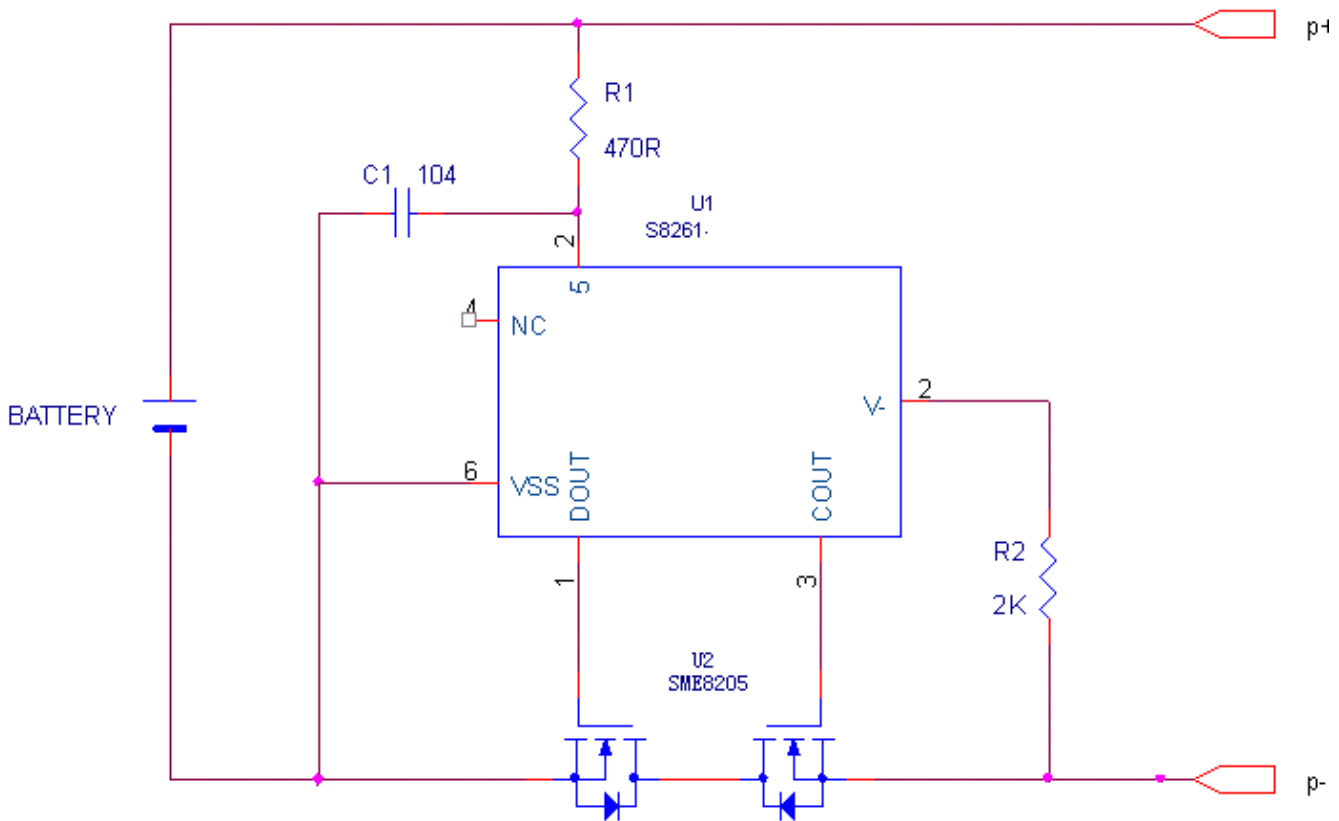 p+
R1
470R
C1 104
U1
S8261.
2
5
4
NC
2
V-
BATTERY
6
VSS
DOUT
COUT
R2
2K
1
3
U2
SME8205
p-